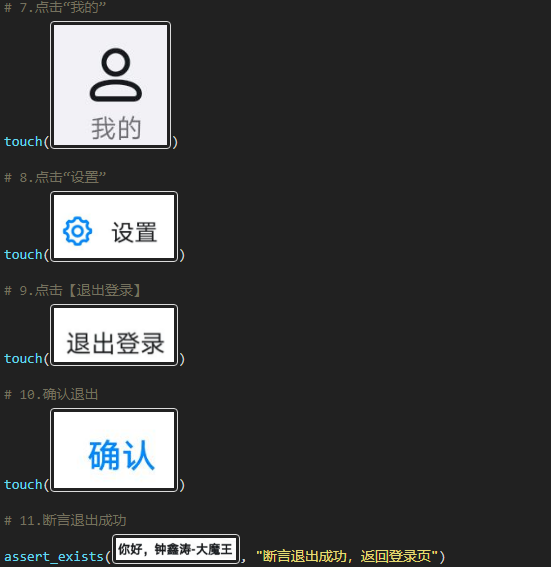 # 7.点击“我的”
我的
touch( )
# 8.点击“设置”
设置
touch( )
# 9.点击【退出登录】
退出登录
touch( )
# 10.确认退出
确认
touch( )
# 11.断言退出成功
assert_exists( 你好，钟鑫涛-大魔王 , "断言退出成功，返回登录页")